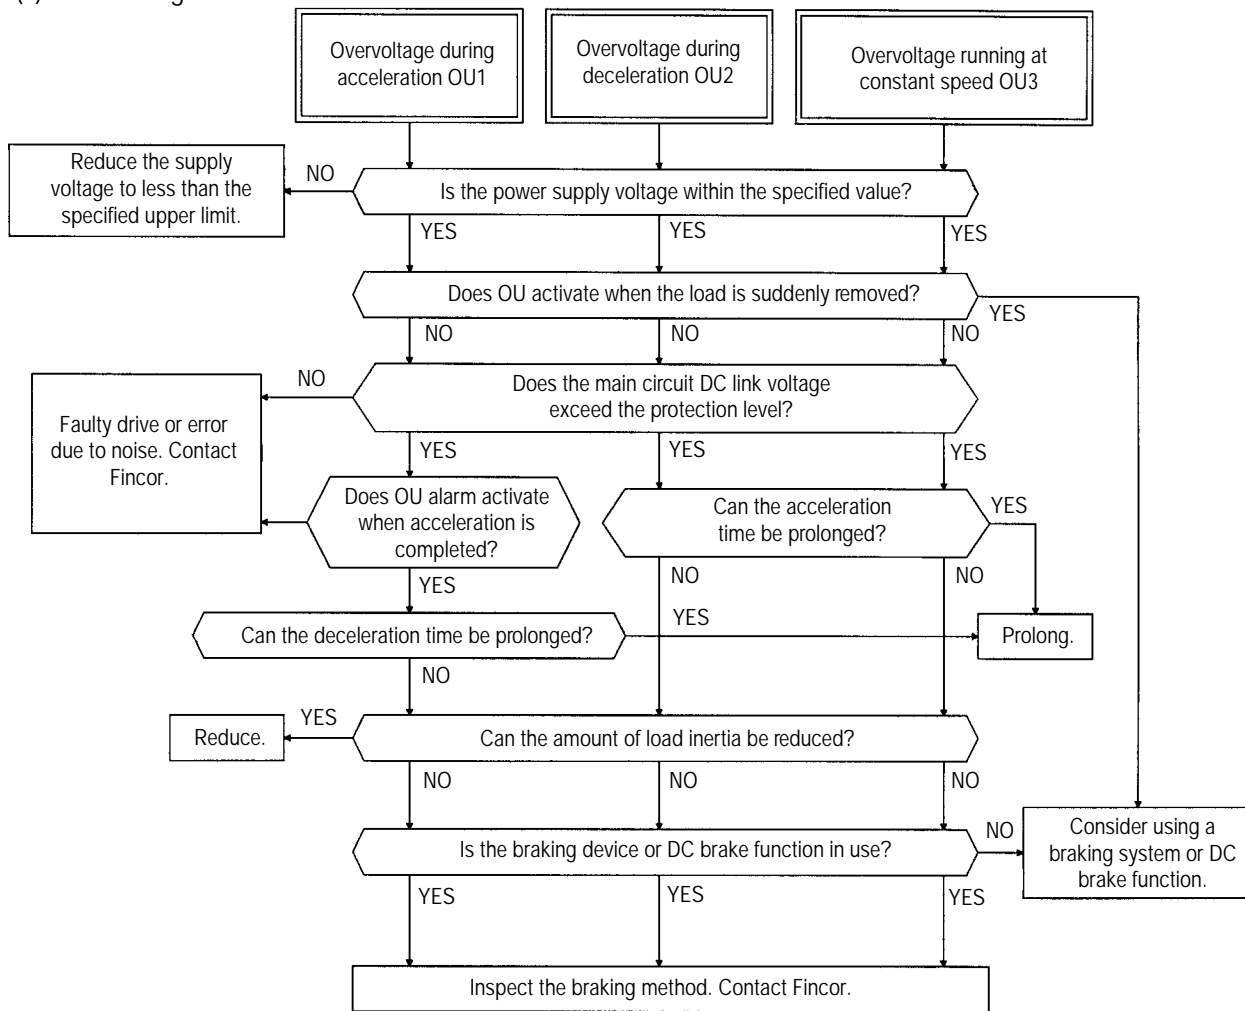 Overvoltage during
acceleration OU1
Overvoltage during
deceleration OU2
Overvoltage running at
constant speed OU3
Reduce the supply
voltage to less than the
specified upper limit.
NO
Is the power supply voltage within the specified value?
YES
YES
YES
Does OU activate when the load is suddenly removed?
YES
NO
NO
NO
NO
Does the main circuit DC link voltage
exceed the protection level?
Faulty drive or error
due to noise. Contact
Fincor.
YES
YES
YES
Does OU alarm activate
when acceleration is
completed?
Can the acceleration
time be prolonged?
YES
YES
NO
NO
Can the deceleration time be prolonged?
YES
Prolong.
NO
Reduce.
YES
Can the amount of load inertia be reduced?
NO
NO
NO
Is the braking device or DC brake function in use?
NO
Consider using a
braking system or DC
brake function.
YES
YES
YES
Inspect the braking method. Contact Fincor.